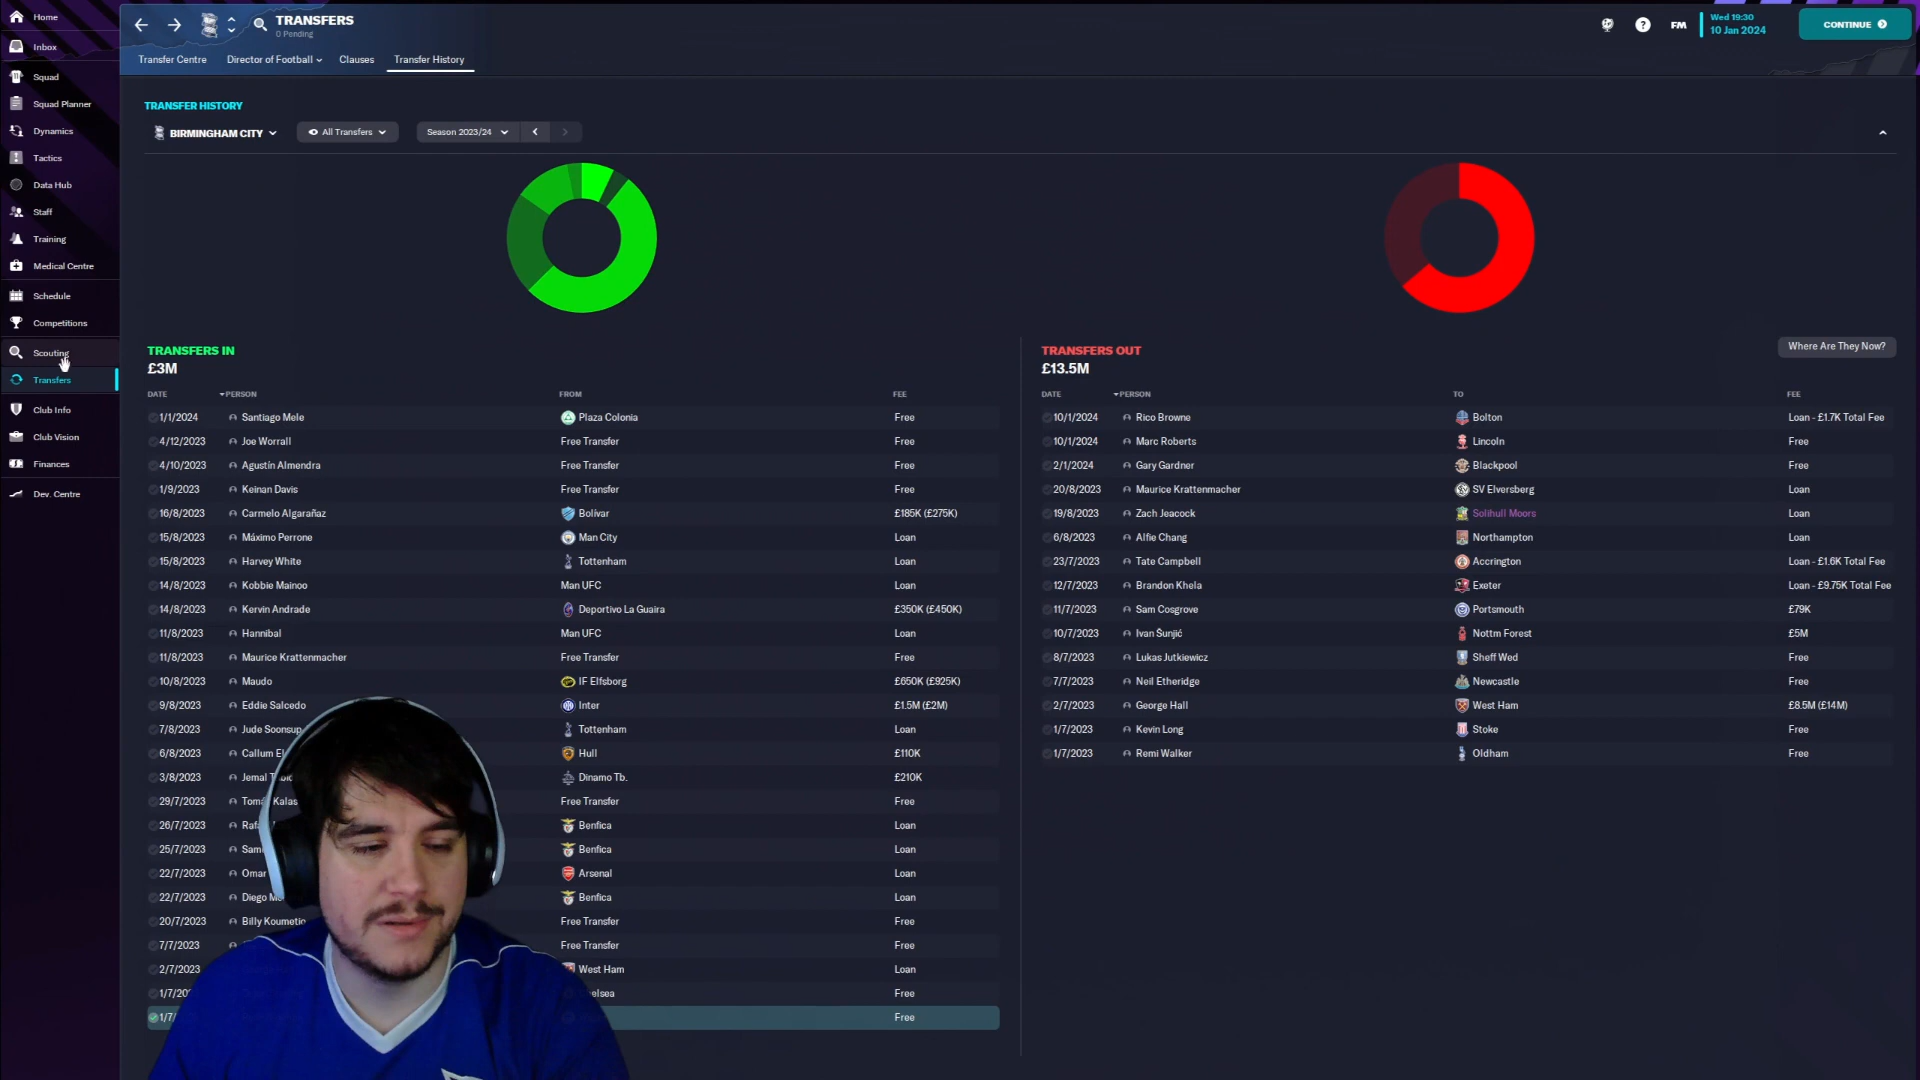 Home
Inbox
Squad
Squad Planner
Dynamics
Tactics
Data Hub
Staff
Training
Medical Centre
Schedule
Competitions
Scouting
Transfers
Club Info
Club Vision
Finances
Dev. Centre
TRANSFERS
0 Pending
FM
Wed 19:30
10 Jan 2024
CONTINUE
Transfer Centre
Director of Football
Clauses
Transfer History
TRANSFER HISTORY
BIRMINGHAM CITY
All Transfers
Season 2023/24
TRANSFERS IN
£3M
DATE PERSON FROM FEE
1/1/2024 Santiago Mele Plaza Colonia Free
4/12/2023 Joe Worrall Free Transfer Free
4/10/2023 Agustín Almendra Free Transfer Free
1/9/2023 Keinan Davis Free Transfer Free
16/8/2023 Carmelo Algarañaz Bolívar £185K (£275K)
15/8/2023 Máximo Perrone Man City Loan
15/8/2023 Harvey White Tottenham Loan
14/8/2023 Kobbie Mainoo Man UFC Loan
14/8/2023 Kervin Andrade Deportivo La Guaira £350K (£450K)
11/8/2023 Hannibal Man UFC Loan
11/8/2023 Maurice Krattenmacher Free Transfer Free
10/8/2023 Maudo IF Elfsborg £650K (£925K)
9/8/2023 Eddie Salcedo Inter £1.5M (£2M)
7/8/2023 Jude Soonsup Tottenham Loan
6/8/2023 Callum Hull £110K
3/8/2023 Jemal Dinamo Tb. £210K
29/7/2023 Tomáš Kalas Free Transfer Free
26/7/2023 Benfica Loan
25/7/2023 Benfica Loan
22/7/2023 Omar Arsenal Loan
22/7/2023 Diego Benfica Loan
20/7/2023 Billy Koumetio Free Transfer Free
7/7/2023 Free Transfer Free
2/7/2023 West Ham Loan
1/7/20 elsea Free
1/7/ Free
TRANSFERS OUT
£13.5M
Where Are They Now?
DATE PERSON TO FEE
10/1/2024 Rico Browne Bolton Loan - £1.7K Total Fee
10/1/2024 Marc Roberts Lincoln Free
2/1/2024 Gary Gardner Blackpool Free
20/8/2023 Maurice Krattenmacher SV Elversberg Loan
19/8/2023 Zach Jeacock Solihull Moors Loan
6/8/2023 Alfie Chang Northampton Loan
23/7/2023 Tate Campbell Accrington Loan - £1.6K Total Fee
12/7/2023 Brandon Khela Exeter Loan - £9.75K Total Fee
11/7/2023 Sam Cosgrove Portsmouth £79K
10/7/2023 Ivan Šunjić Nottm Forest £5M
8/7/2023 Lukas Jutkiewicz Sheff Wed Free
7/7/2023 Neil Etheridge Newcastle Free
2/7/2023 George Hall West Ham £8.5M (£14M)
1/7/2023 Kevin Long Stoke Free
1/7/2023 Remi Walker Oldham Free